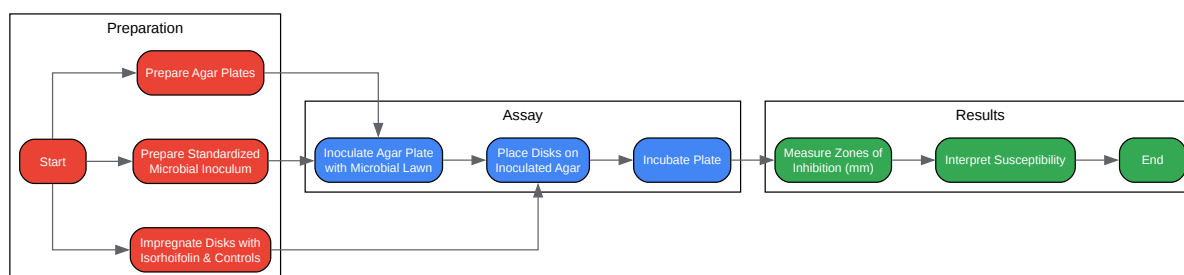 Preparation
Prepare Agar Plates
Start
Prepare Standardized
Microbial Inoculum
Impregnate Disks with
Isorhoifolin & Controls
Assay
Inoculate Agar Plate
with Microbial Lawn
Place Disks on
Inoculated Agar
Incubate Plate
Results
Measure Zones of
Inhibition (mm)
Interpret Susceptibility
End